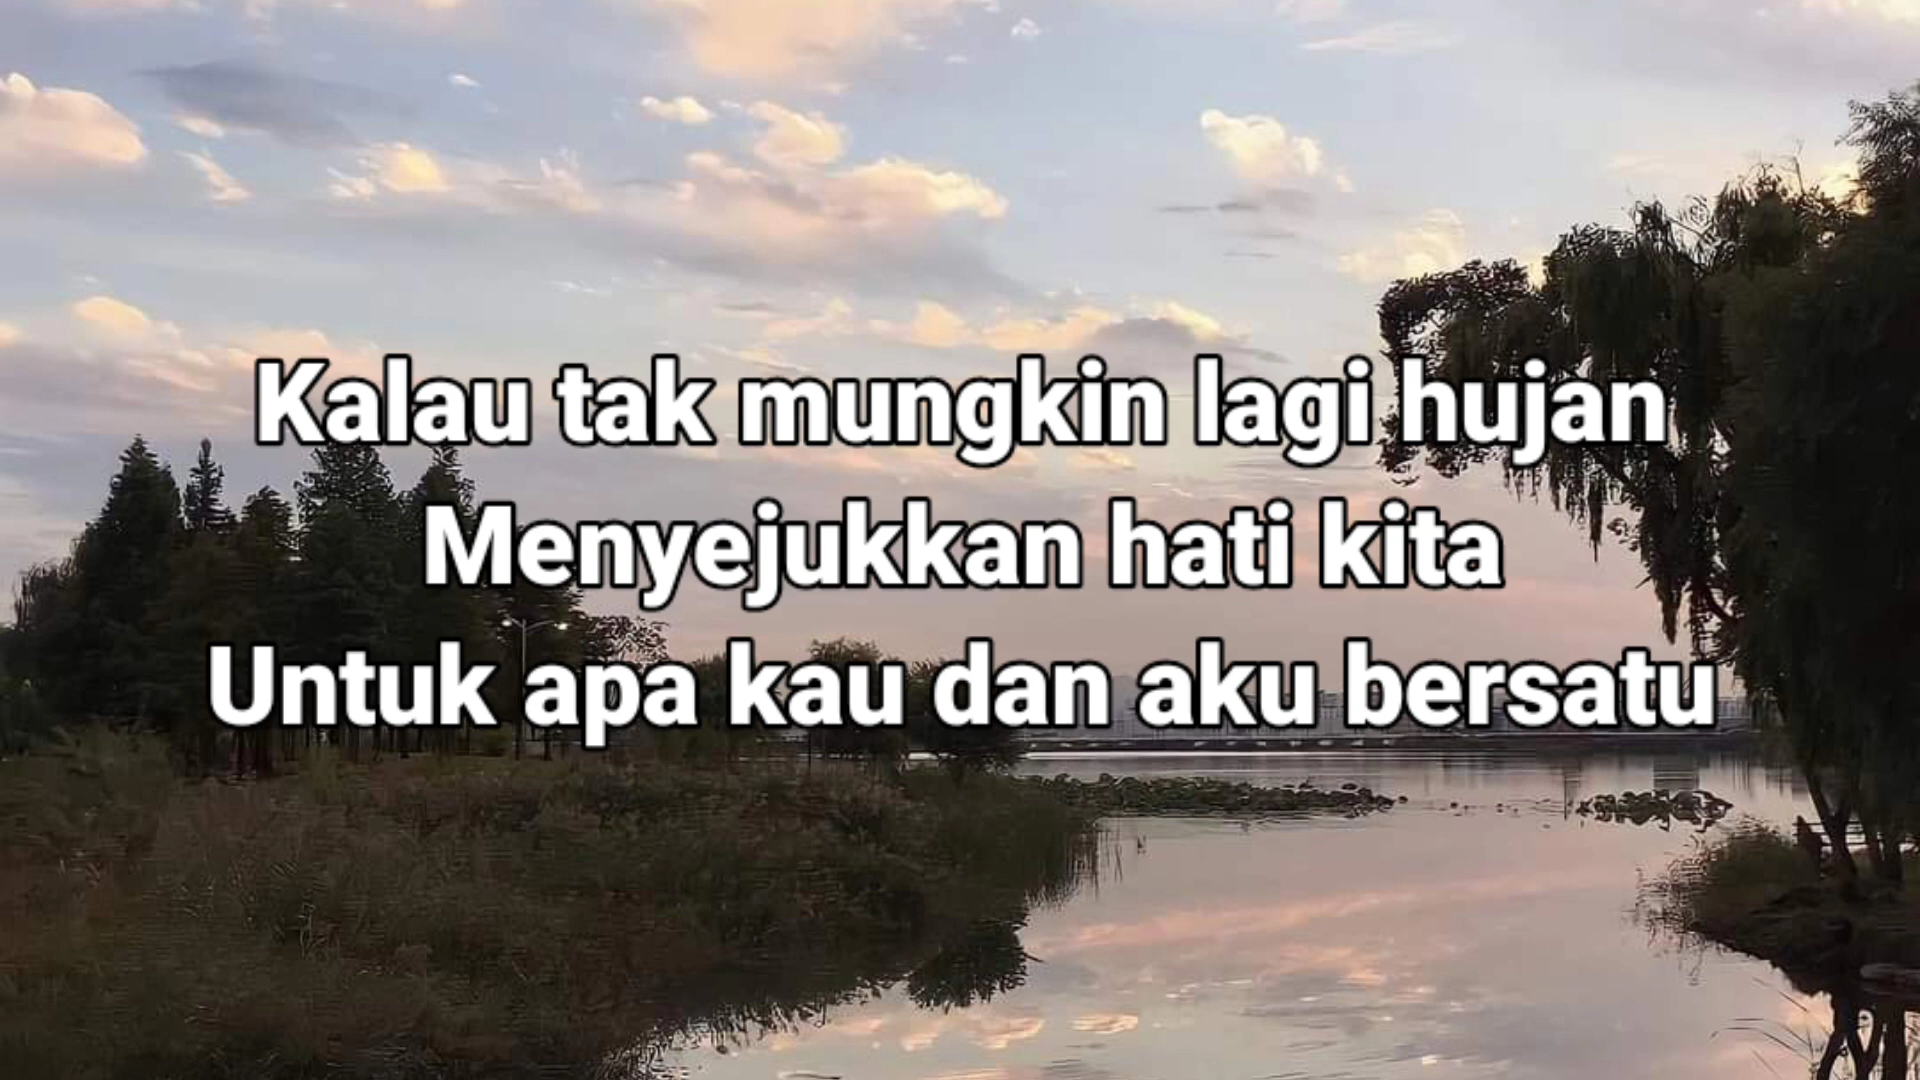 Kalau tak mungkin lagi hujan
Menyejukkan hati kita
Untuk apa kau dan aku bersatu